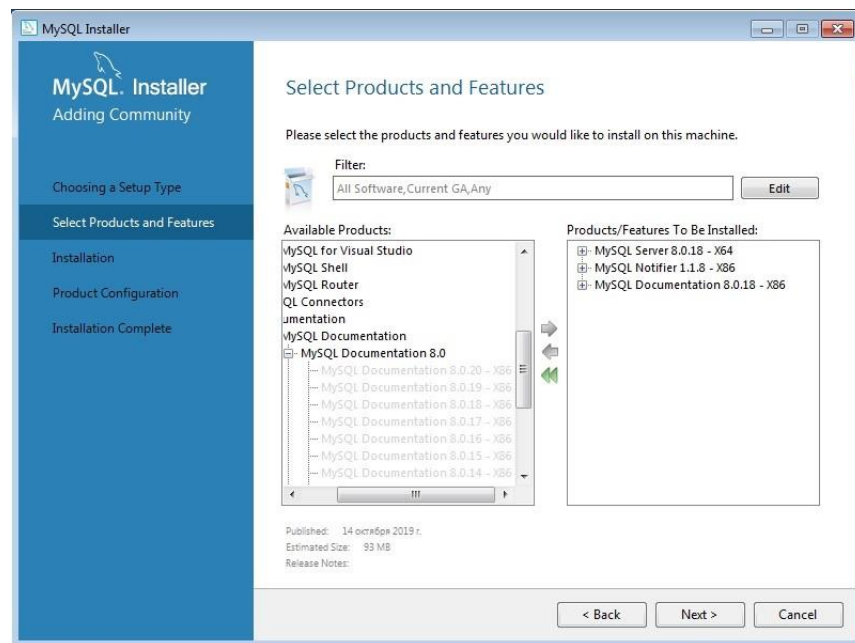 MySQL Installer
MySQL. Installer
Adding Community
Choosing a Setup Type
Select Products and Features
Installation
Product Configuration
Installation Complete
Select Products and Features
Please select the products and features you would like to install on this machine.
Filter:
All Software,Current GA,Any
Edit
Available Products:
MySQL for Visual Studio
MySQL Shell
MySQL Router
QL Connectors
umentation
MySQL Documentation
MySQL Documentation 8.0
MySQL Documentation 8.0.20 - X86
MySQL Documentation 8.0.19 - X86
MySQL Documentation 8.0.18 - X86
MySQL Documentation 8.0.17 - X86
MySQL Documentation 8.0.16 - X86
MySQL Documentation 8.0.15 - X86
MySQL Documentation 8.0.14 - X86
Products/Features To Be Installed:
MySQL Server 8.0.18 - X64
MySQL Notifier 1.1.8 - X86
MySQL Documentation 8.0.18 - X86
Published: 14 октября 2019 г.
Estimated Size: 93 MB
Release Notes:
< Back
Next >
Cancel